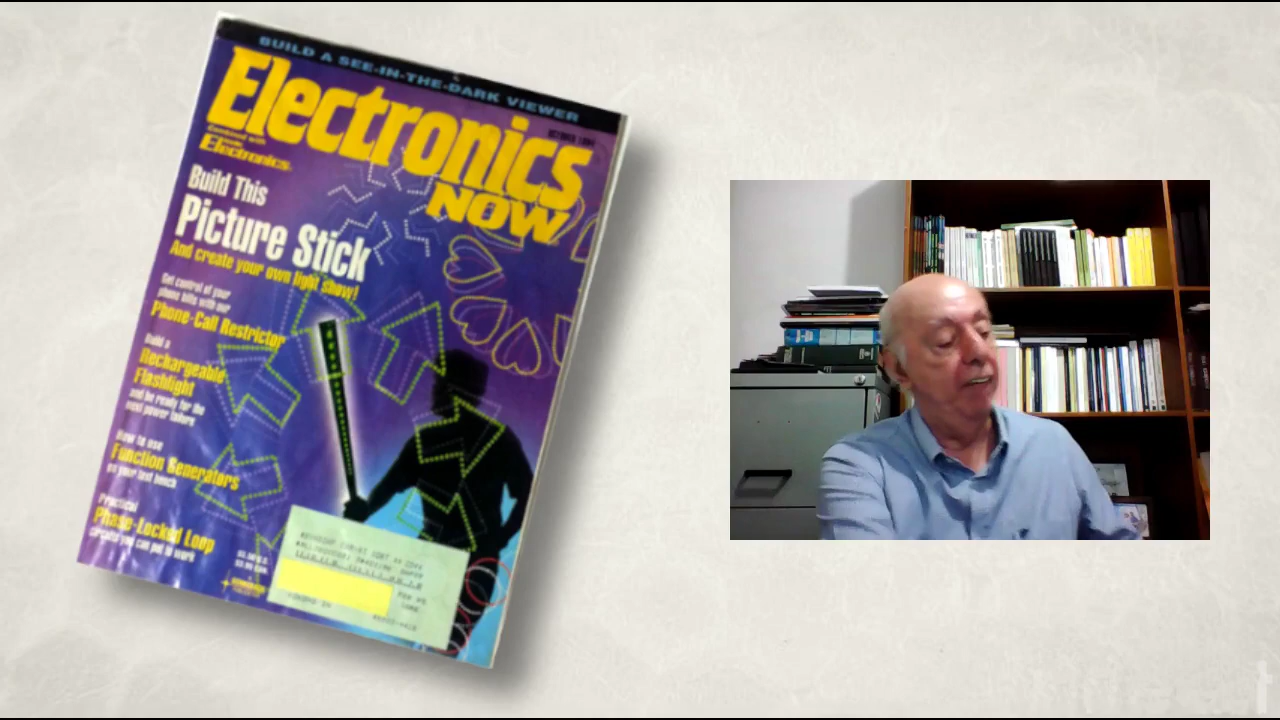 BUILD A SEE-IN-THE-DARK VIEWER
Electronics
NOW
Combined with
Electronics
Build This
Picture Stick
And create your own light show!
Get control of your
phone bills with our
Phone-Call Restrictor
Build a
Rechargeable
Flashlight
and be ready for the
next power failure
How to use
Function Generators
on your test bench
Practical
Phase-Locked Loop
circuits you can put to work
t